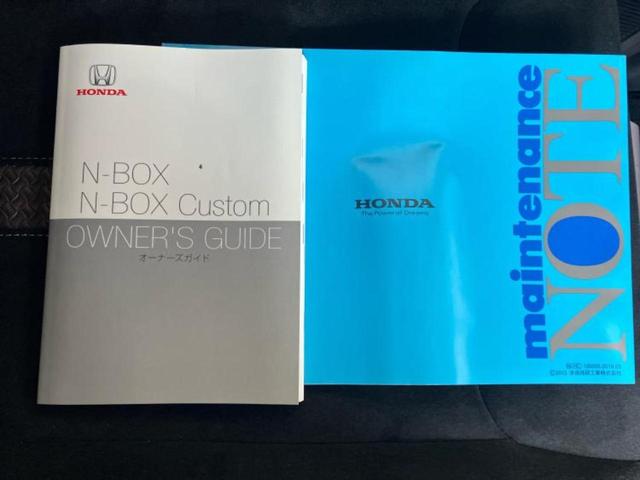 HONDA
N-BOX
N-BOX Custom
OWNER'S GUIDE
オーナーズガイド
HONDA
The Power of Dreams
maintenance
NOTE